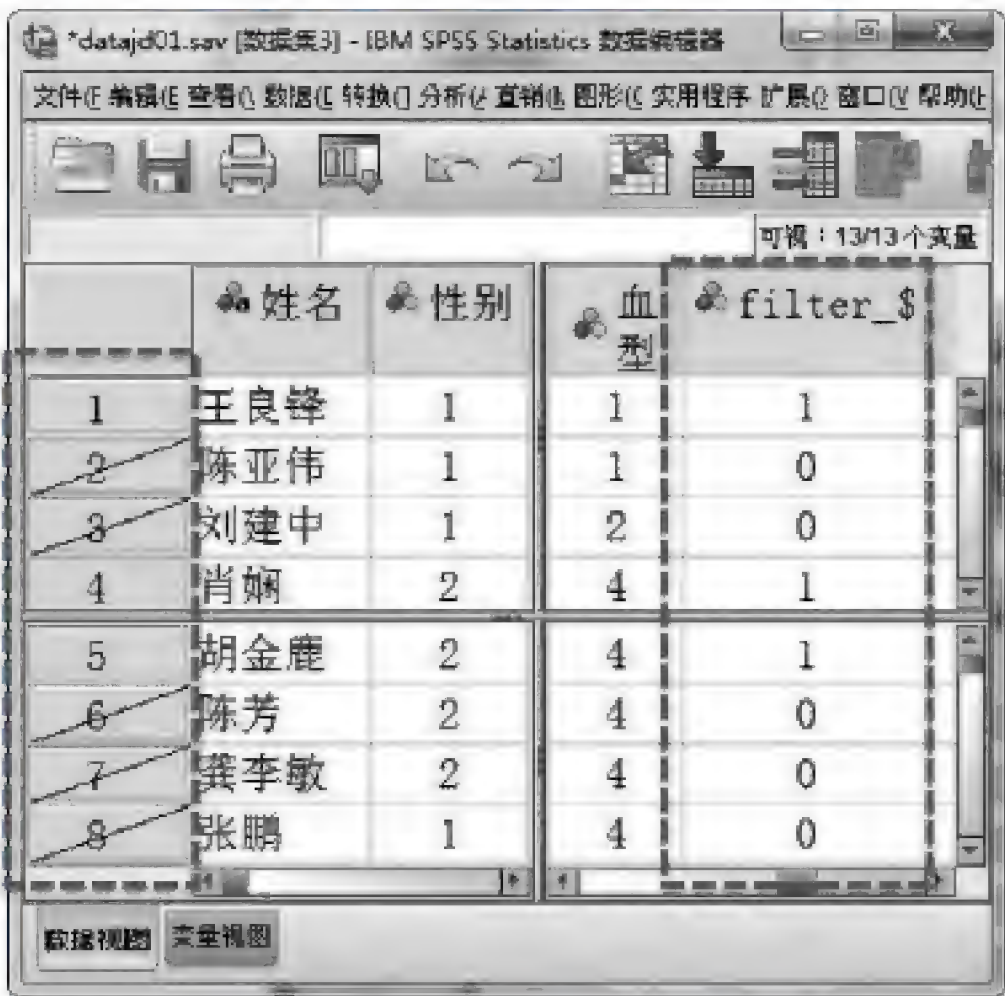 *datajd01.sav [数据集3] - IBM SPSS Statistics 数据编辑器
文件(F 编辑(E 查看(V 数据(D 转换(T 分析(A 直销(M 图形(G 实用程序 扩展(X 窗口(W 帮助(H
可视：13/13 个变量
姓名 性别 血型 filter_$
1 王良锋 1 1 1
2 陈亚伟 1 1 0
3 刘建中 1 2 0
4 肖娴 2 4 1
5 胡金鹿 2 4 1
6 陈芳 2 4 0
7 龚李敏 2 4 0
8 张鹏 1 4 0
数据视图 变量视图